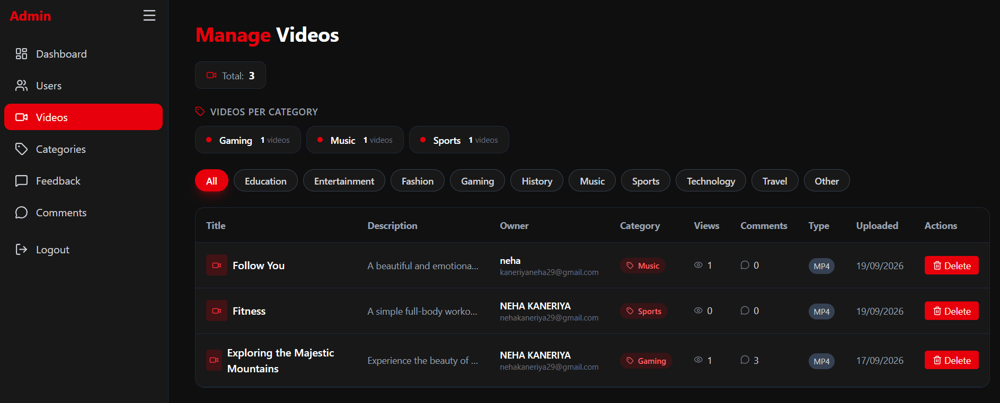 Admin
Dashboard
Users
Videos
Categories
Feedback
Comments
Logout
Manage Videos
Total: 3
VIDEOS PER CATEGORY
Gaming 1 videos Music 1 videos Sports 1 videos
All Education Entertainment Fashion Gaming History Music Sports Technology Travel Other
Title Description Owner Category Views Comments Type Uploaded Actions
Follow You A beautiful and emotiona... neha Music 1 0 MP4 19/09/2026 Delete
kaneriyaneha29@gmail.com
Fitness A simple full-body worko... NEHA KANERIYA Sports 0 0 MP4 19/09/2026 Delete
nehakaneriya29@gmail.com
Exploring the Majestic Experience the beauty of ... NEHA KANERIYA Gaming 1 3 MP4 17/09/2026 Delete
Mountains nehakaneriya29@gmail.com